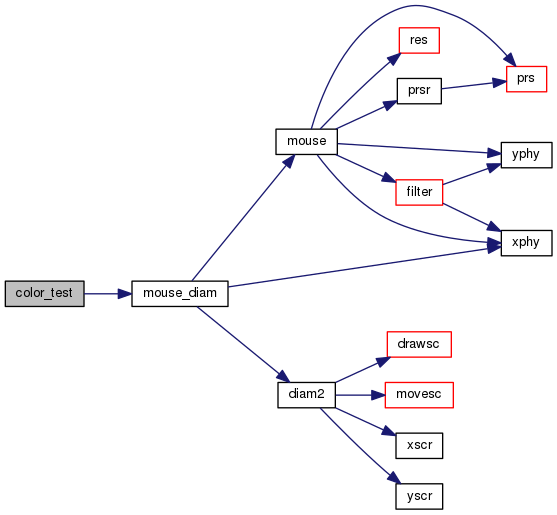 res
prs
prsr
mouse
yphy
filter
xphy
color_test
mouse_diam
drawsc
diam2
movesc
xscr
yscr